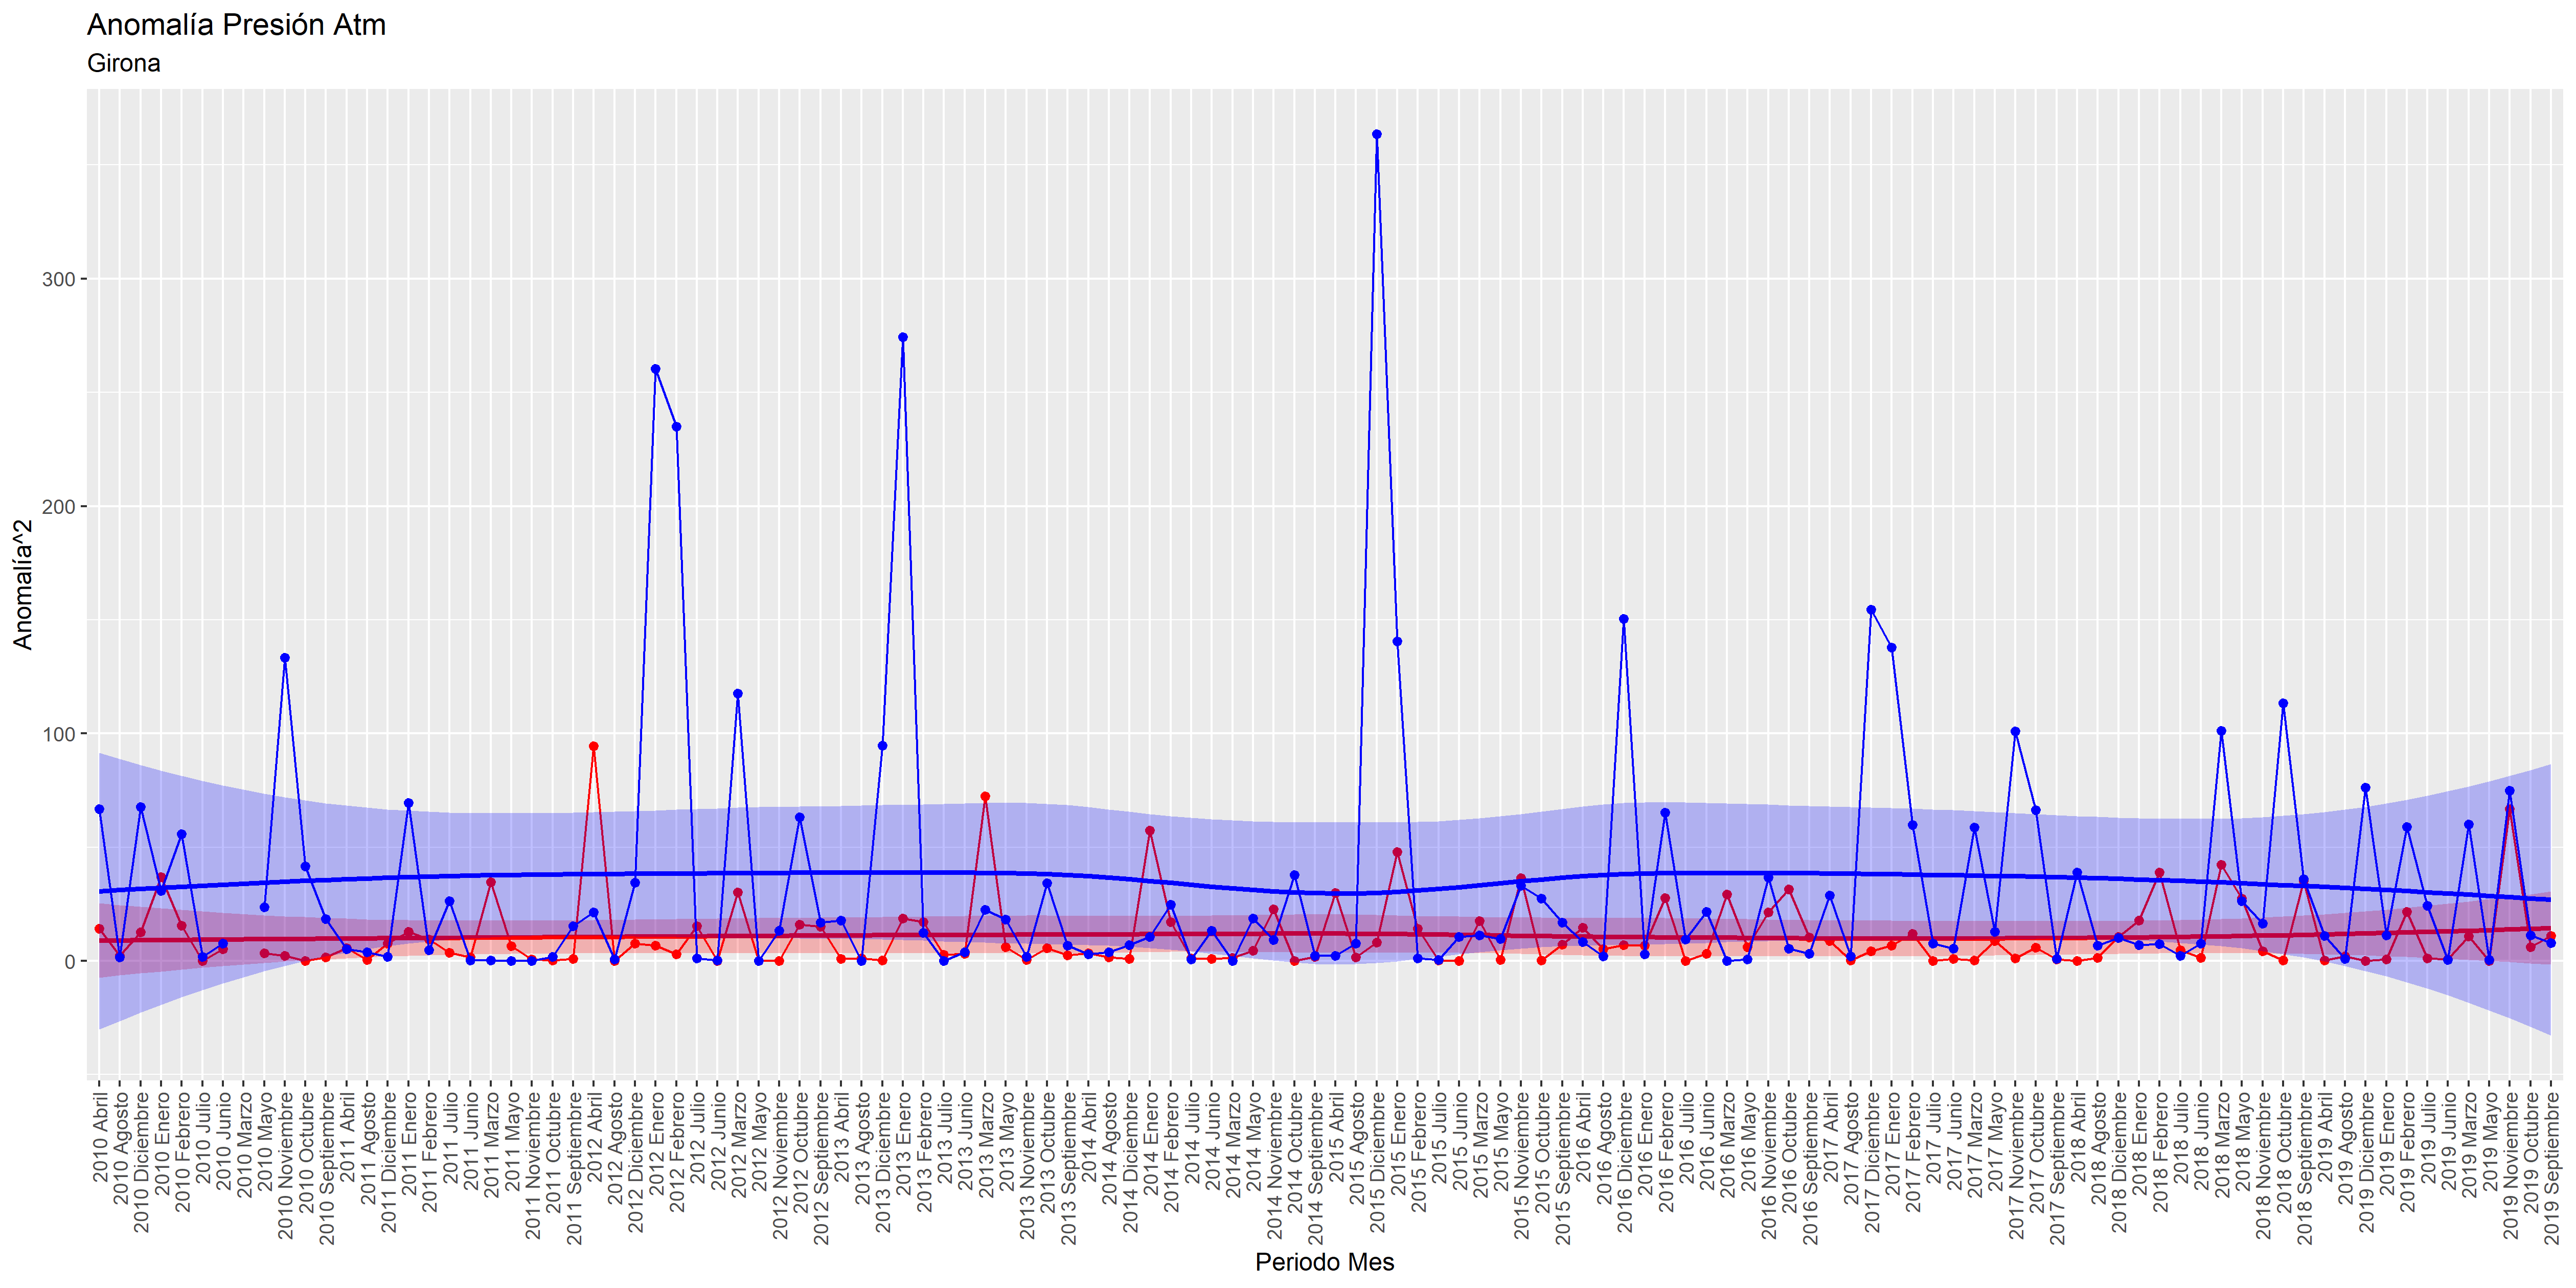 Anomalía Presión Atm
Girona
Anomalía^2
300
200
100
0
2010 Abril
2010 Agosto
2010 Diciembre
2010 Enero
2010 Febrero
2010 Julio
2010 Junio
2010 Marzo
2010 Mayo
2010 Noviembre
2010 Octubre
2010 Septiembre
2011 Abril
2011 Agosto
2011 Diciembre
2011 Enero
2011 Febrero
2011 Julio
2011 Junio
2011 Marzo
2011 Mayo
2011 Noviembre
2011 Octubre
2011 Septiembre
2012 Abril
2012 Agosto
2012 Diciembre
2012 Enero
2012 Febrero
2012 Julio
2012 Junio
2012 Marzo
2012 Mayo
2012 Noviembre
2012 Octubre
2012 Septiembre
2013 Abril
2013 Agosto
2013 Diciembre
2013 Enero
2013 Febrero
2013 Julio
2013 Junio
2013 Marzo
2013 Mayo
2013 Noviembre
2013 Octubre
2013 Septiembre
2014 Abril
2014 Agosto
2014 Diciembre
2014 Enero
2014 Febrero
2014 Julio
2014 Junio
2014 Marzo
2014 Mayo
2014 Noviembre
2014 Octubre
2014 Septiembre
2015 Abril
2015 Agosto
2015 Diciembre
2015 Enero
2015 Febrero
2015 Julio
2015 Junio
2015 Marzo
2015 Mayo
2015 Noviembre
2015 Octubre
2015 Septiembre
2016 Abril
2016 Agosto
2016 Diciembre
2016 Enero
2016 Febrero
2016 Julio
2016 Junio
2016 Marzo
2016 Mayo
2016 Noviembre
2016 Octubre
2016 Septiembre
2017 Abril
2017 Agosto
2017 Diciembre
2017 Enero
2017 Febrero
2017 Julio
2017 Junio
2017 Marzo
2017 Mayo
2017 Noviembre
2017 Octubre
2017 Septiembre
2018 Abril
2018 Agosto
2018 Diciembre
2018 Enero
2018 Febrero
2018 Julio
2018 Junio
2018 Marzo
2018 Mayo
2018 Noviembre
2018 Octubre
2018 Septiembre
2019 Abril
2019 Agosto
2019 Diciembre
2019 Enero
2019 Febrero
2019 Julio
2019 Junio
2019 Marzo
2019 Mayo
2019 Noviembre
2019 Octubre
2019 Septiembre
Periodo Mes